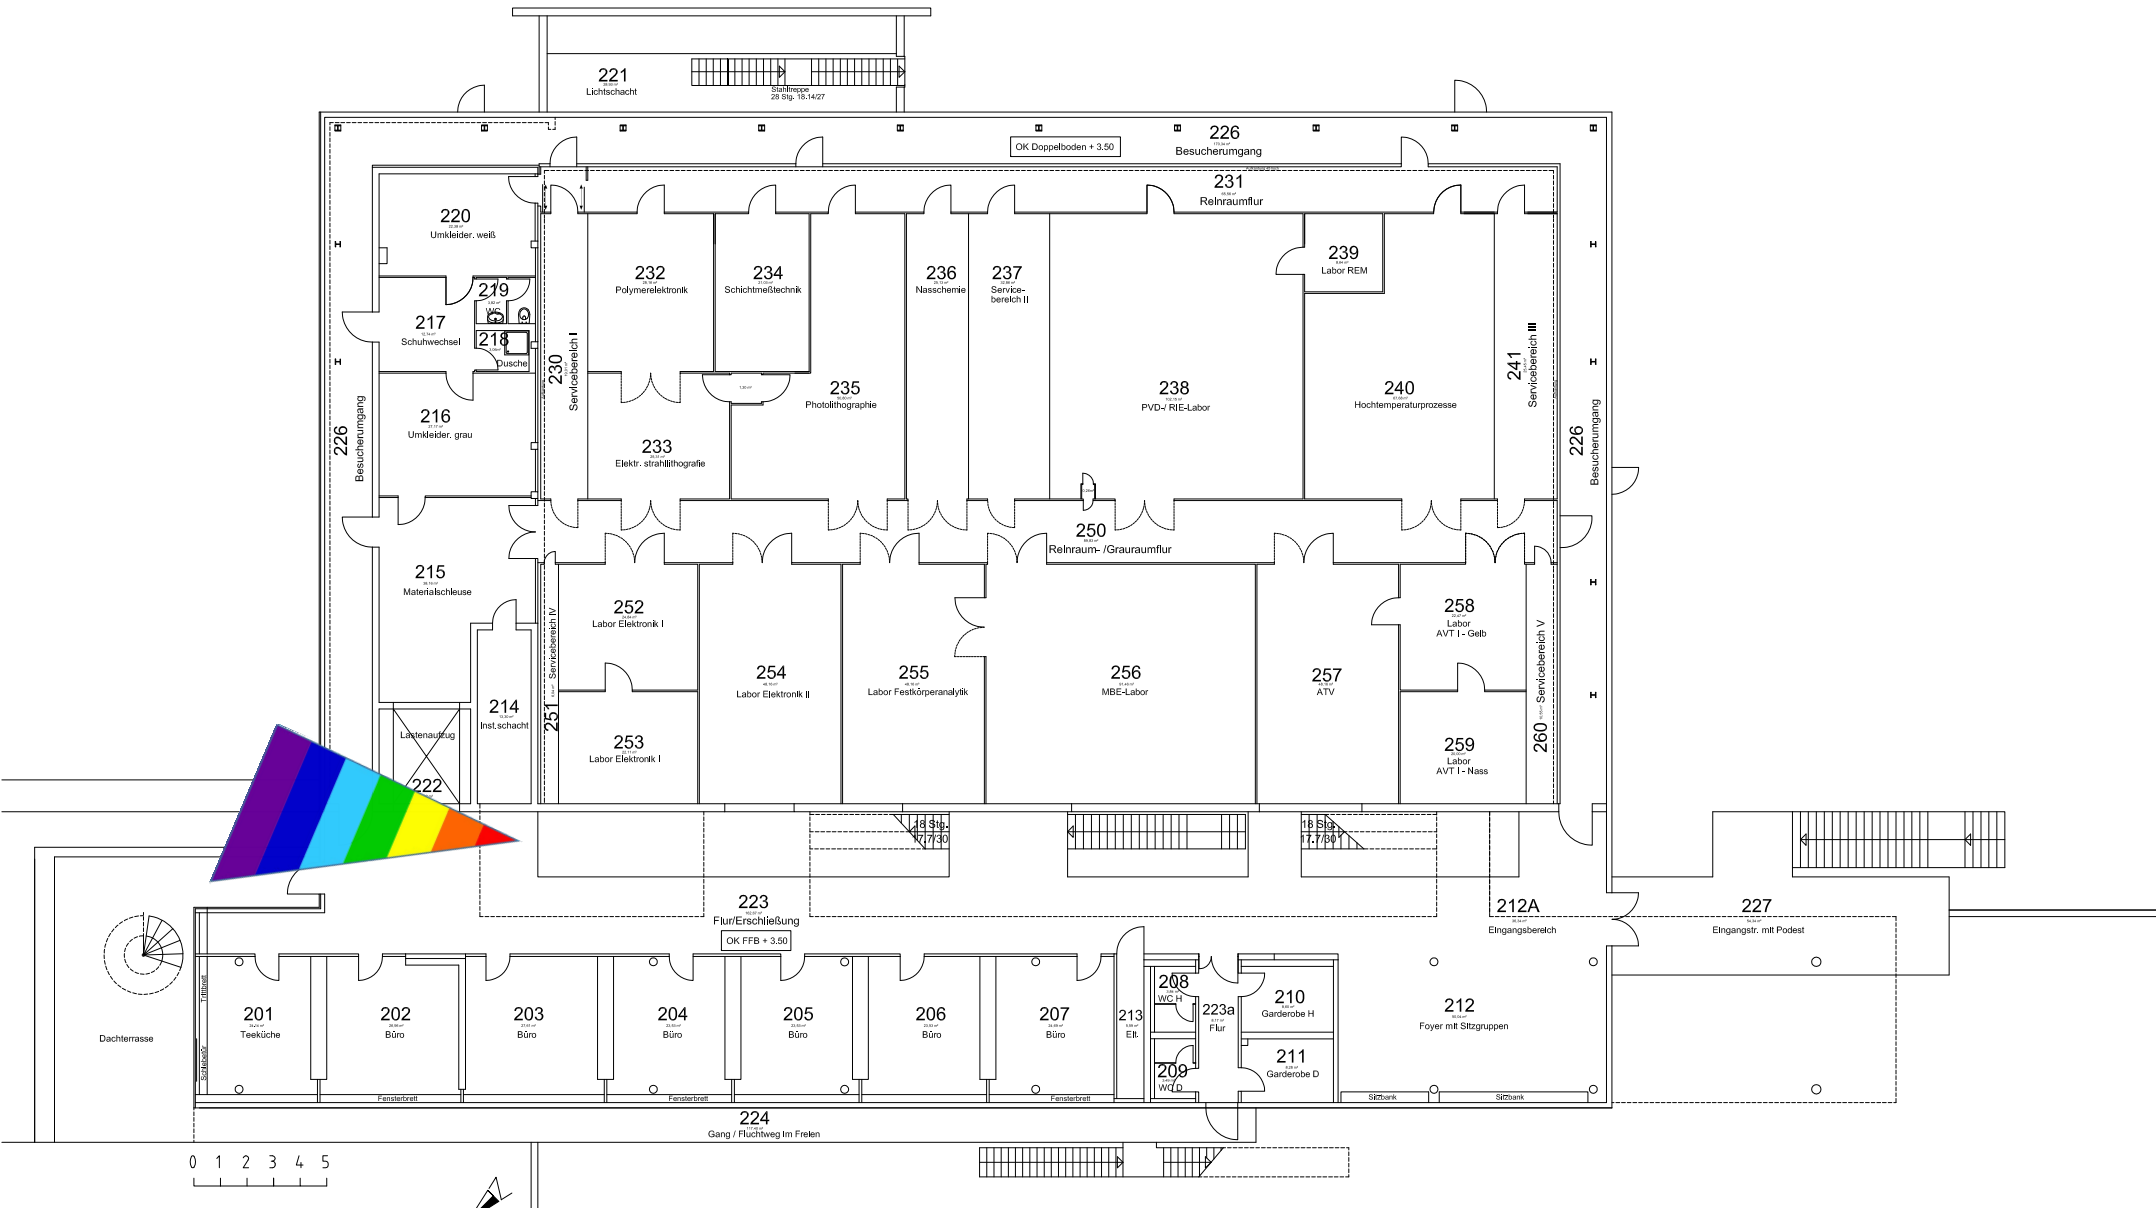 221
Lichtschacht
Stahltreppe
28 Stg. 18.14/27
OK Doppelboden + 3.50
226
Besucherumgang
231
Reinraumflur
220
Umkleider. weiß
219
WC
217
Schuhwechsel
218
Dusche
216
Umkleider. grau
226
Besucherumgang
230
Servicebereich I
232
Polymerelektronik
234
Schichtmeßtechnik
235
Photolithographie
233
Elektr. strahllithografie
236
Nasschemie
237
Service-
bereich II
238
PVD-/ RIE-Labor
239
Labor REM
240
Hochtemperaturprozesse
241
Servicebereich III
226
Besucherumgang
250
Reinraum- /Grauraumflur
215
Materialschleuse
214
Inst.schacht
Lastenaufzug
222
251
Servicebereich IV
252
Labor Elektronik I
253
Labor Elektronik I
254
Labor Elektronik II
255
Labor Festkörperanalytik
256
MBE-Labor
257
ATV
258
Labor
AVT I - Gelb
259
Labor
AVT I - Nass
260
Servicebereich V
18 Stg.
17.7/30
18 Stg.
17.7/30
223
Flur/Erschließung
OK FFB + 3.50
212A
Eingangsbereich
227
Eingangstr. mit Podest
Dachterrasse
Trittbrett
Schiebetür
201
Teeküche
202
Büro
203
Büro
204
Büro
205
Büro
206
Büro
207
Büro
213
Elt.
208
WC H
209
WC D
223a
Flur
210
Garderobe H
211
Garderobe D
212
Foyer mit Sitzgruppen
Fensterbrett
Fensterbrett
Fensterbrett
Sitzbank
Sitzbank
224
Gang / Fluchtweg im Freien
0 1 2 3 4 5
N